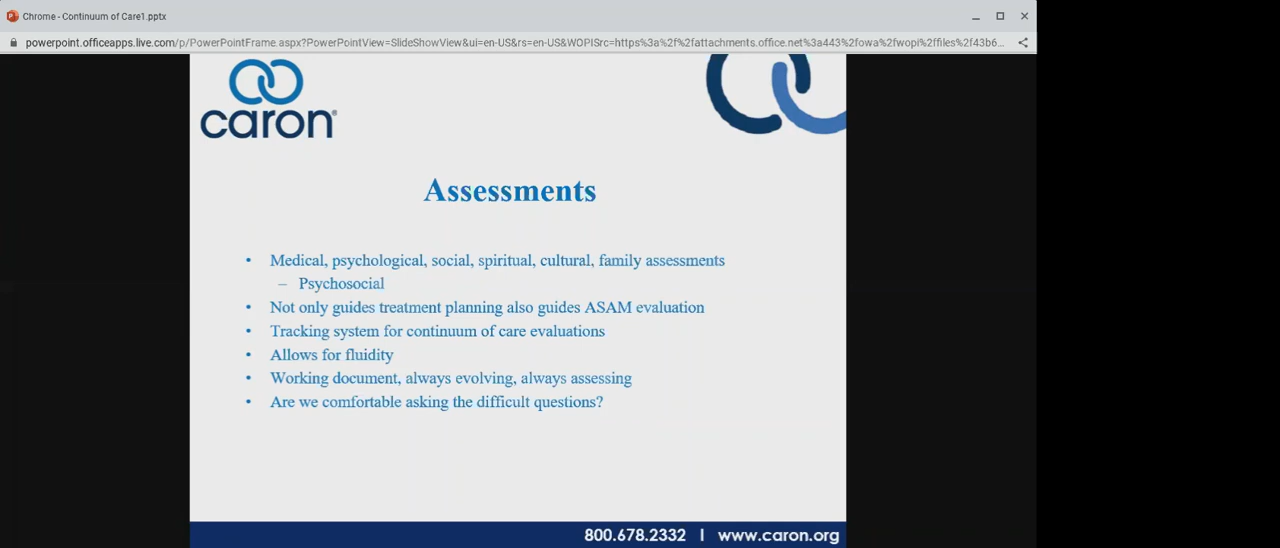 Chrome - Continuum of Care1.pptx
powerpoint.officeapps.live.com/p/PowerPointFrame.aspx?PowerPointView=SlideShowView&ui=en-US&rs=en-US&WOPISrc=https%3a%2f%2fattachments.office.net%3a443%2fowa%2fwopi%2ffiles%2f43b6...
caron®
Assessments
• Medical, psychological, social, spiritual, cultural, family assessments
– Psychosocial
• Not only guides treatment planning also guides ASAM evaluation
• Tracking system for continuum of care evaluations
• Allows for fluidity
• Working document, always evolving, always assessing
• Are we comfortable asking the difficult questions?
800.678.2332 | www.caron.org